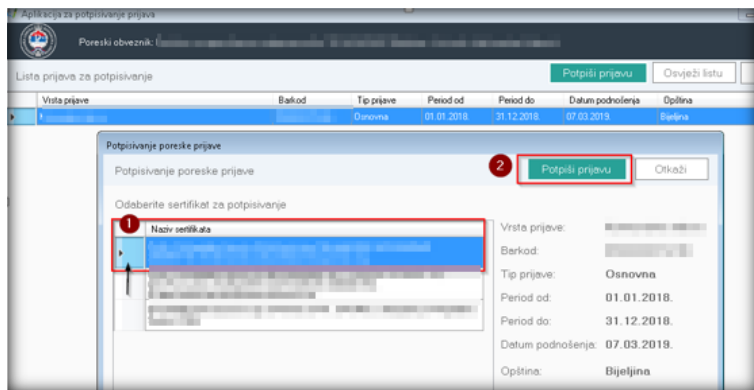 Aplikacija za potpisivanje prijava
Poreski obveznik:
Lista prijava za potpisivanje
Potpiši prijavu
Osvježi listu
Vrsta prijave Barkod Tip prijave Period od Period do Datum podnošenja Opština
Osnovna 01.01.2018. 31.12.2018. 07.03.2019. Bijeljina
Potpisivanje poreske prijave
Potpisivanje poreske prijave
2
Potpiši prijavu
Otkaži
Odaberite sertifikat za potpisivanje
1
Naziv sertifikata
Vrsta prijave:
Barkod:
Tip prijave: Osnovna
Period od: 01.01.2018.
Period do: 31.12.2018.
Datum podnošenja: 07.03.2019.
Opština: Bijeljina